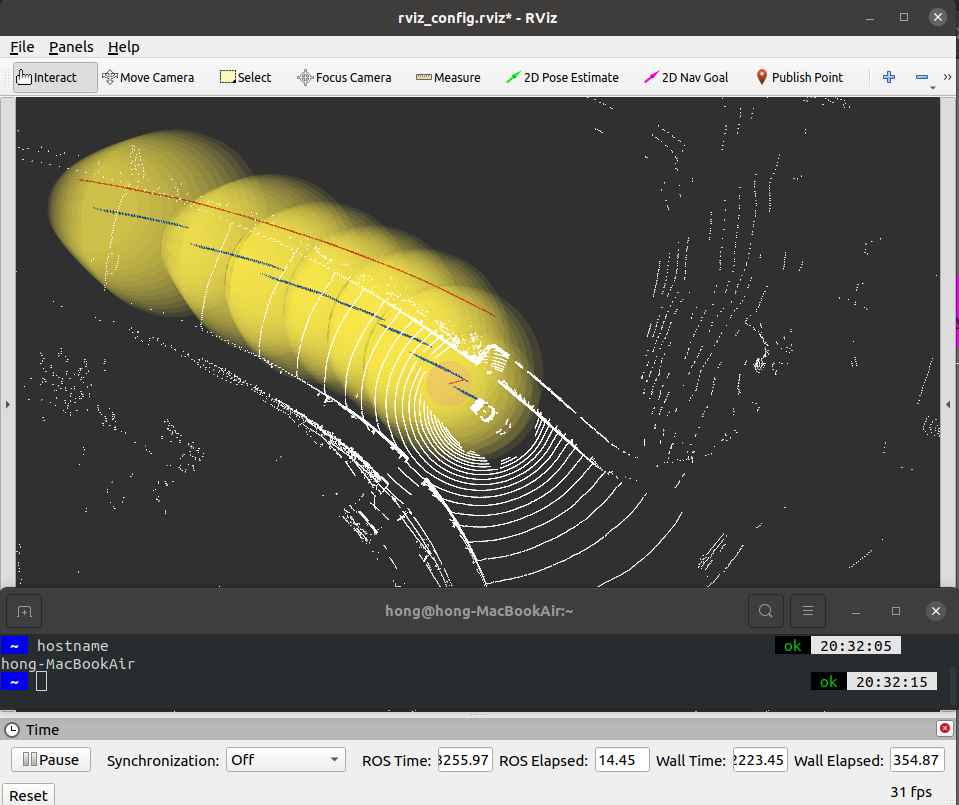 rviz_config.rviz* - RViz
File Panels Help
Interact Move Camera Select Focus Camera Measure 2D Pose Estimate 2D Nav Goal Publish Point
hong@hong-MacBookAir:~
~ hostname ok 20:32:05
hong-MacBookAir
~ ok 20:32:15
Time
Pause Synchronization: Off ROS Time: 3255.97 ROS Elapsed: 14.45 Wall Time: 2223.45 Wall Elapsed: 354.87
Reset 31 fps